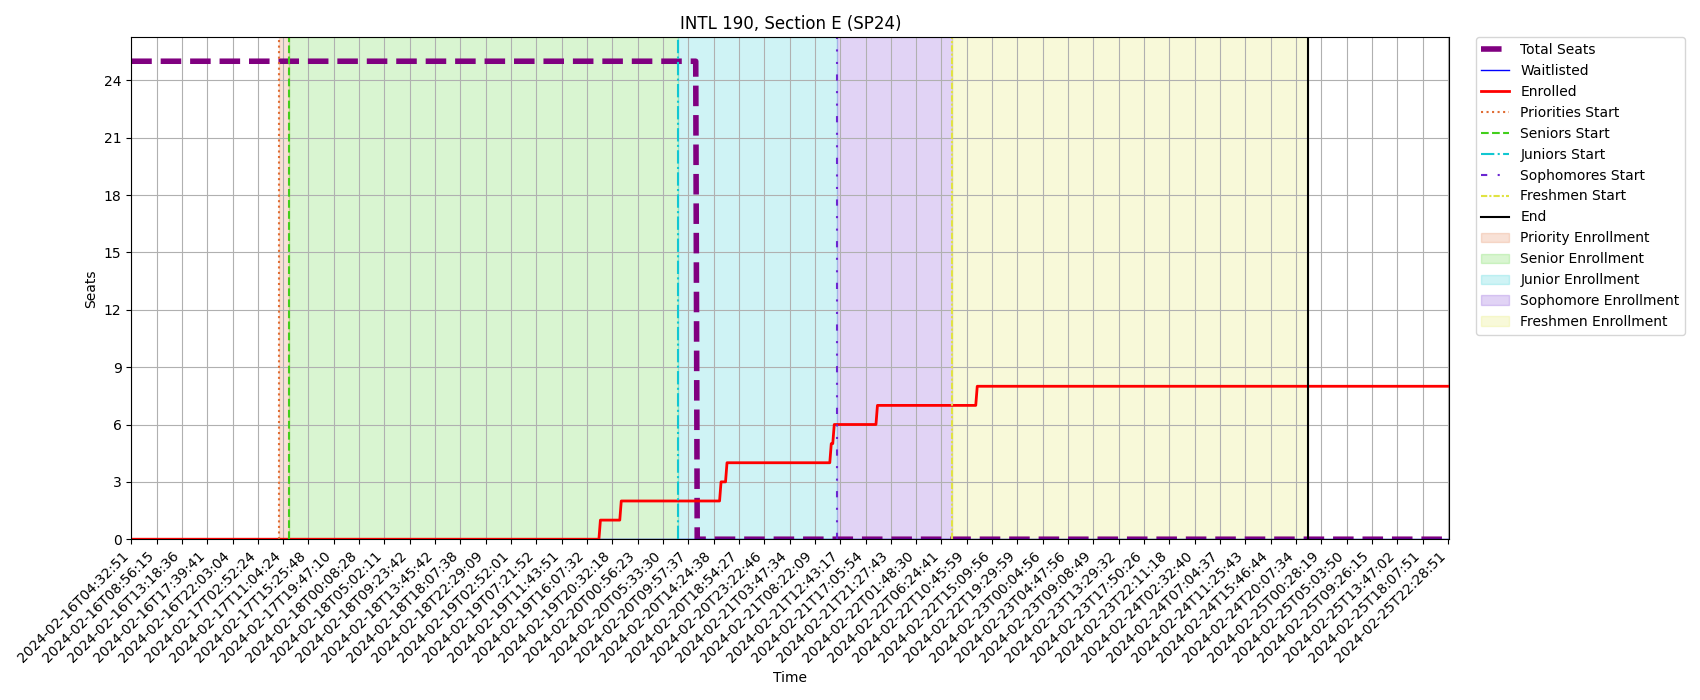 INTL 190, Section E (SP24)
Seats
24
21
18
15
12
9
6
3
0
2024-02-16T04:32:51
2024-02-16T08:56:15
2024-02-16T13:18:36
2024-02-16T17:39:41
2024-02-16T22:03:04
2024-02-17T02:52:24
2024-02-17T11:04:24
2024-02-17T15:25:48
2024-02-17T19:47:10
2024-02-18T00:08:28
2024-02-18T05:02:11
2024-02-18T09:23:42
2024-02-18T13:45:42
2024-02-18T18:07:38
2024-02-18T22:29:09
2024-02-19T02:52:01
2024-02-19T07:21:52
2024-02-19T11:43:51
2024-02-19T16:07:32
2024-02-19T20:32:18
2024-02-20T00:56:23
2024-02-20T05:33:30
2024-02-20T09:57:37
2024-02-20T14:24:38
2024-02-20T18:54:27
2024-02-20T23:22:46
2024-02-21T03:47:34
2024-02-21T08:22:09
2024-02-21T12:43:17
2024-02-21T17:05:54
2024-02-21T21:27:43
2024-02-22T01:48:30
2024-02-22T06:24:41
2024-02-22T10:45:59
2024-02-22T15:09:56
2024-02-22T19:29:59
2024-02-23T00:04:56
2024-02-23T04:47:56
2024-02-23T09:08:49
2024-02-23T13:29:32
2024-02-23T17:50:26
2024-02-23T22:11:18
2024-02-24T02:32:40
2024-02-24T07:04:37
2024-02-24T11:25:43
2024-02-24T15:46:44
2024-02-24T20:07:34
2024-02-25T00:28:19
2024-02-25T05:03:50
2024-02-25T09:26:15
2024-02-25T13:47:02
2024-02-25T18:07:51
2024-02-25T22:28:51
Time
Total Seats
Waitlisted
Enrolled
Priorities Start
Seniors Start
Juniors Start
Sophomores Start
Freshmen Start
End
Priority Enrollment
Senior Enrollment
Junior Enrollment
Sophomore Enrollment
Freshmen Enrollment